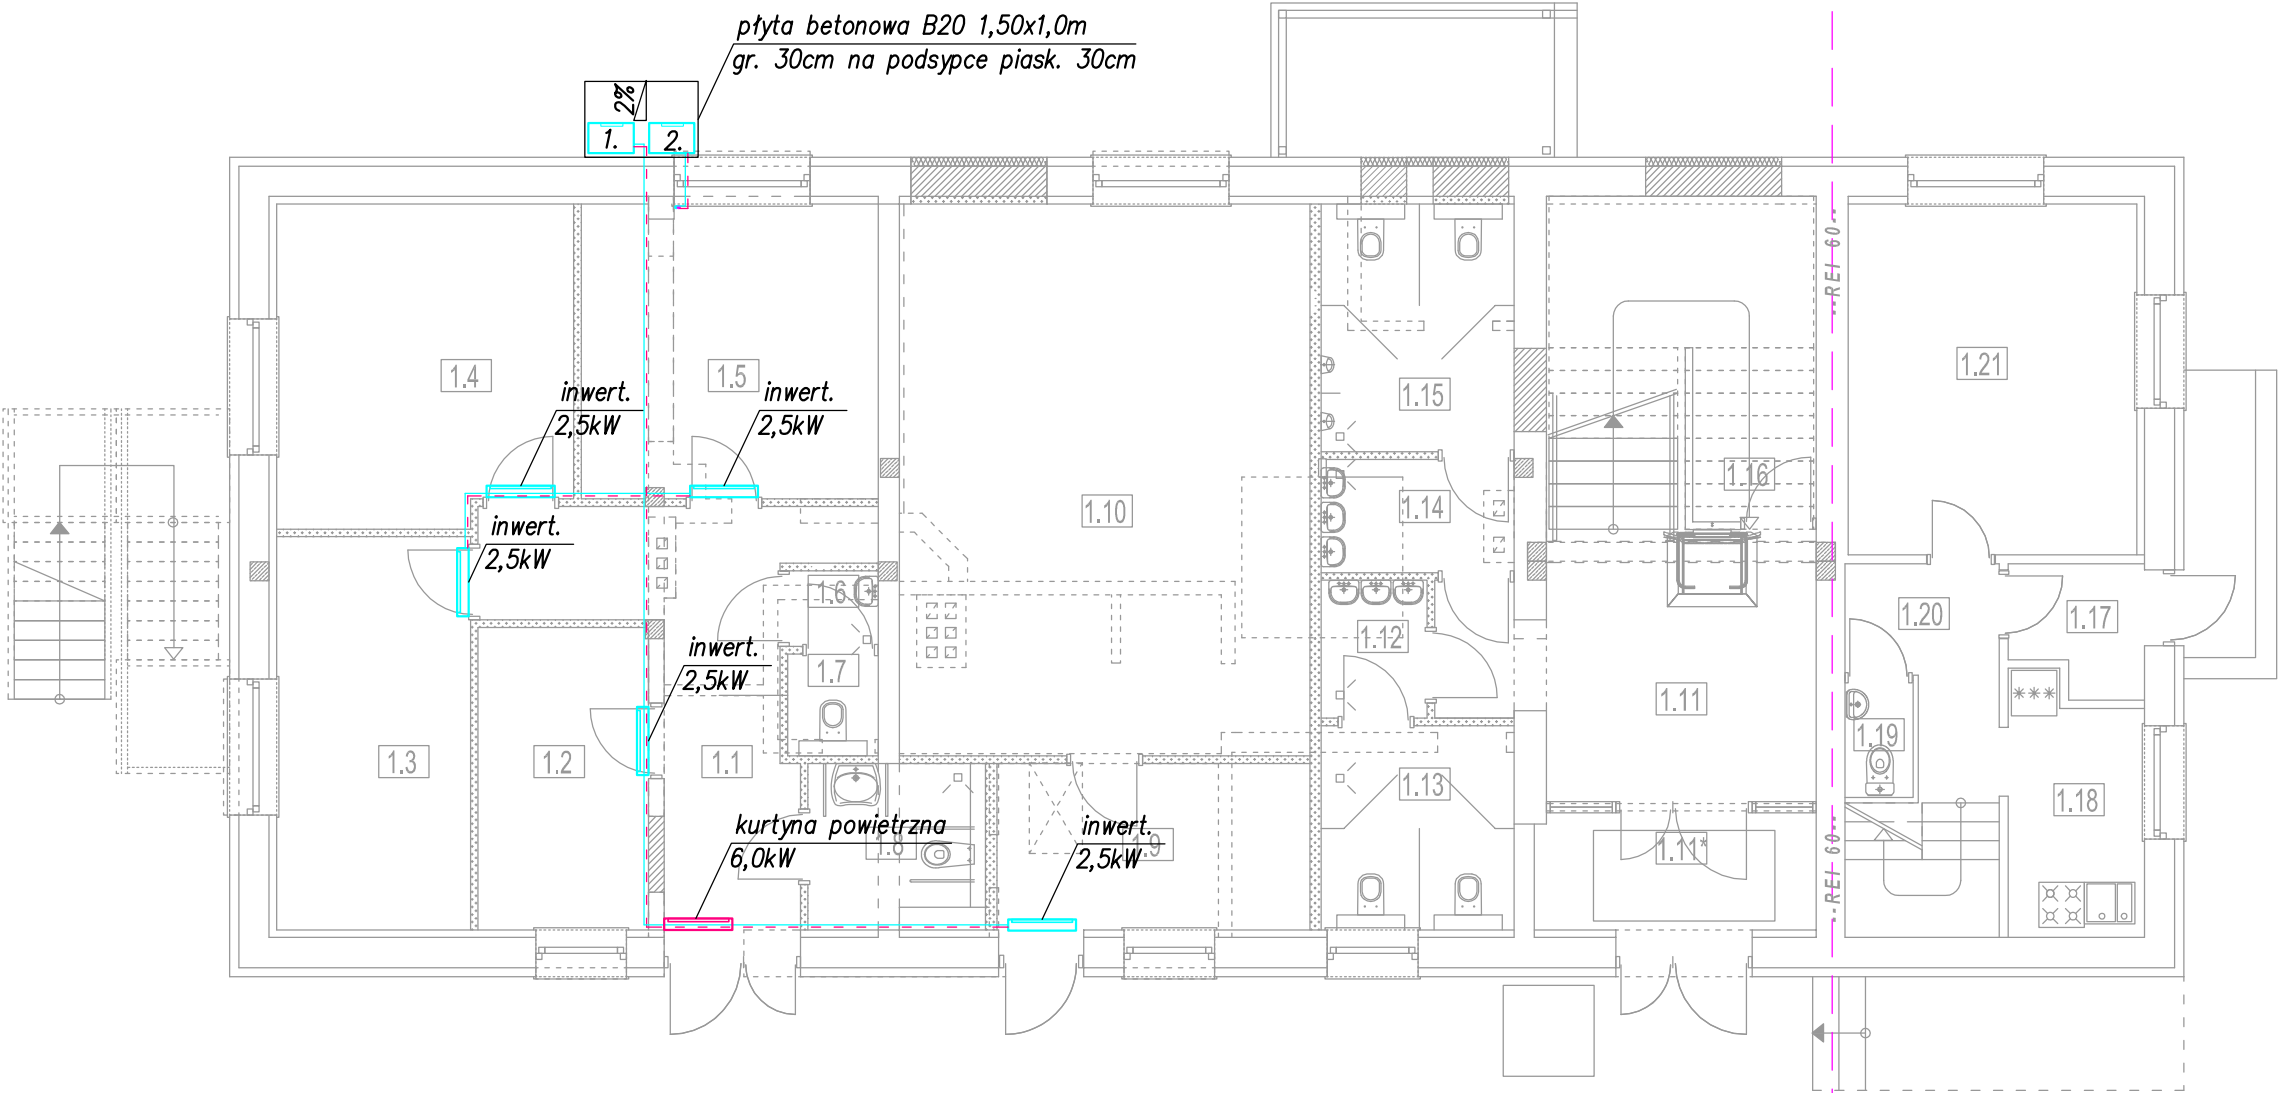 płyta betonowa B20 1,50x1,0m
gr. 30cm na podsypce piask. 30cm
2%
1.
2.
REI 60
1.4
1.5
inwert.
2,5kW
inwert.
2,5kW
1.21
1.15
1.16
1.10
1.14
inwert.
2,5kW
1.6
1.20
1.17
1.12
inwert.
2,5kW
1.7
1.11
1.3
1.2
1.1
1.19
1.13
1.18
kurtyna powietrzna
6,0kW
1.8
inwert.
2,5kW
1.9
1.11*
REI 60